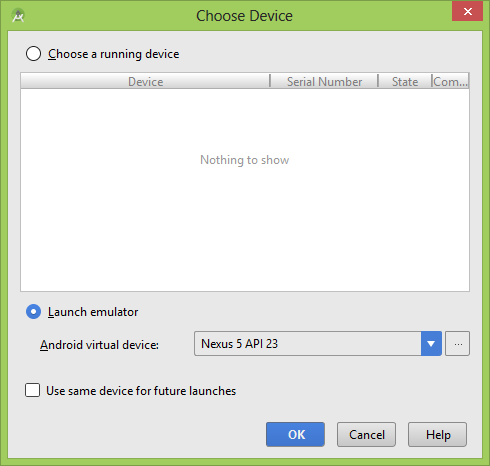 Choose Device
Choose a running device
Device Serial Number State Com...
Nothing to show
Launch emulator
Android virtual device: Nexus 5 API 23 ...
Use same device for future launches
OK Cancel Help